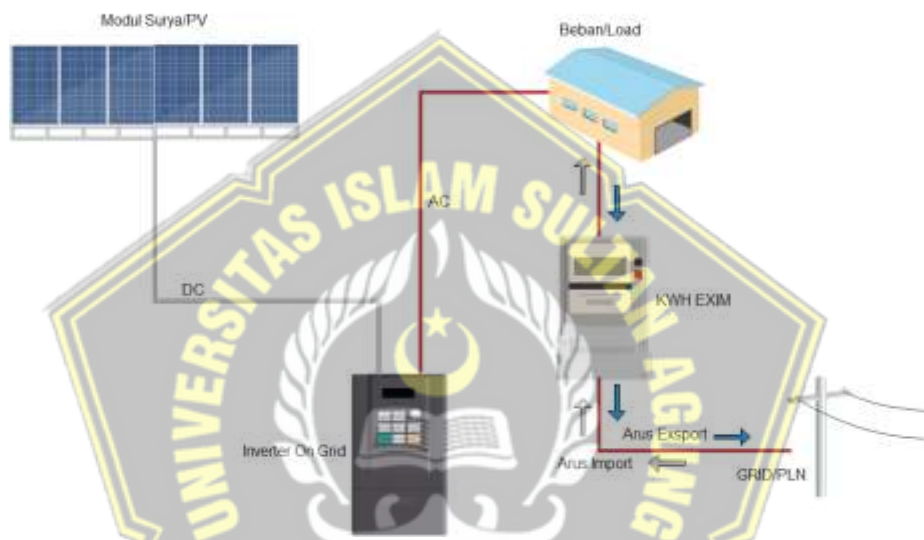 Modul Surya/PV
Beban/Load
AC
DC
KWH EXIM
Inverter On Grid
Arus Exsport
Arus Import
GRID/PLN
UNIVERSITAS ISLAM SULTAN AGUNG